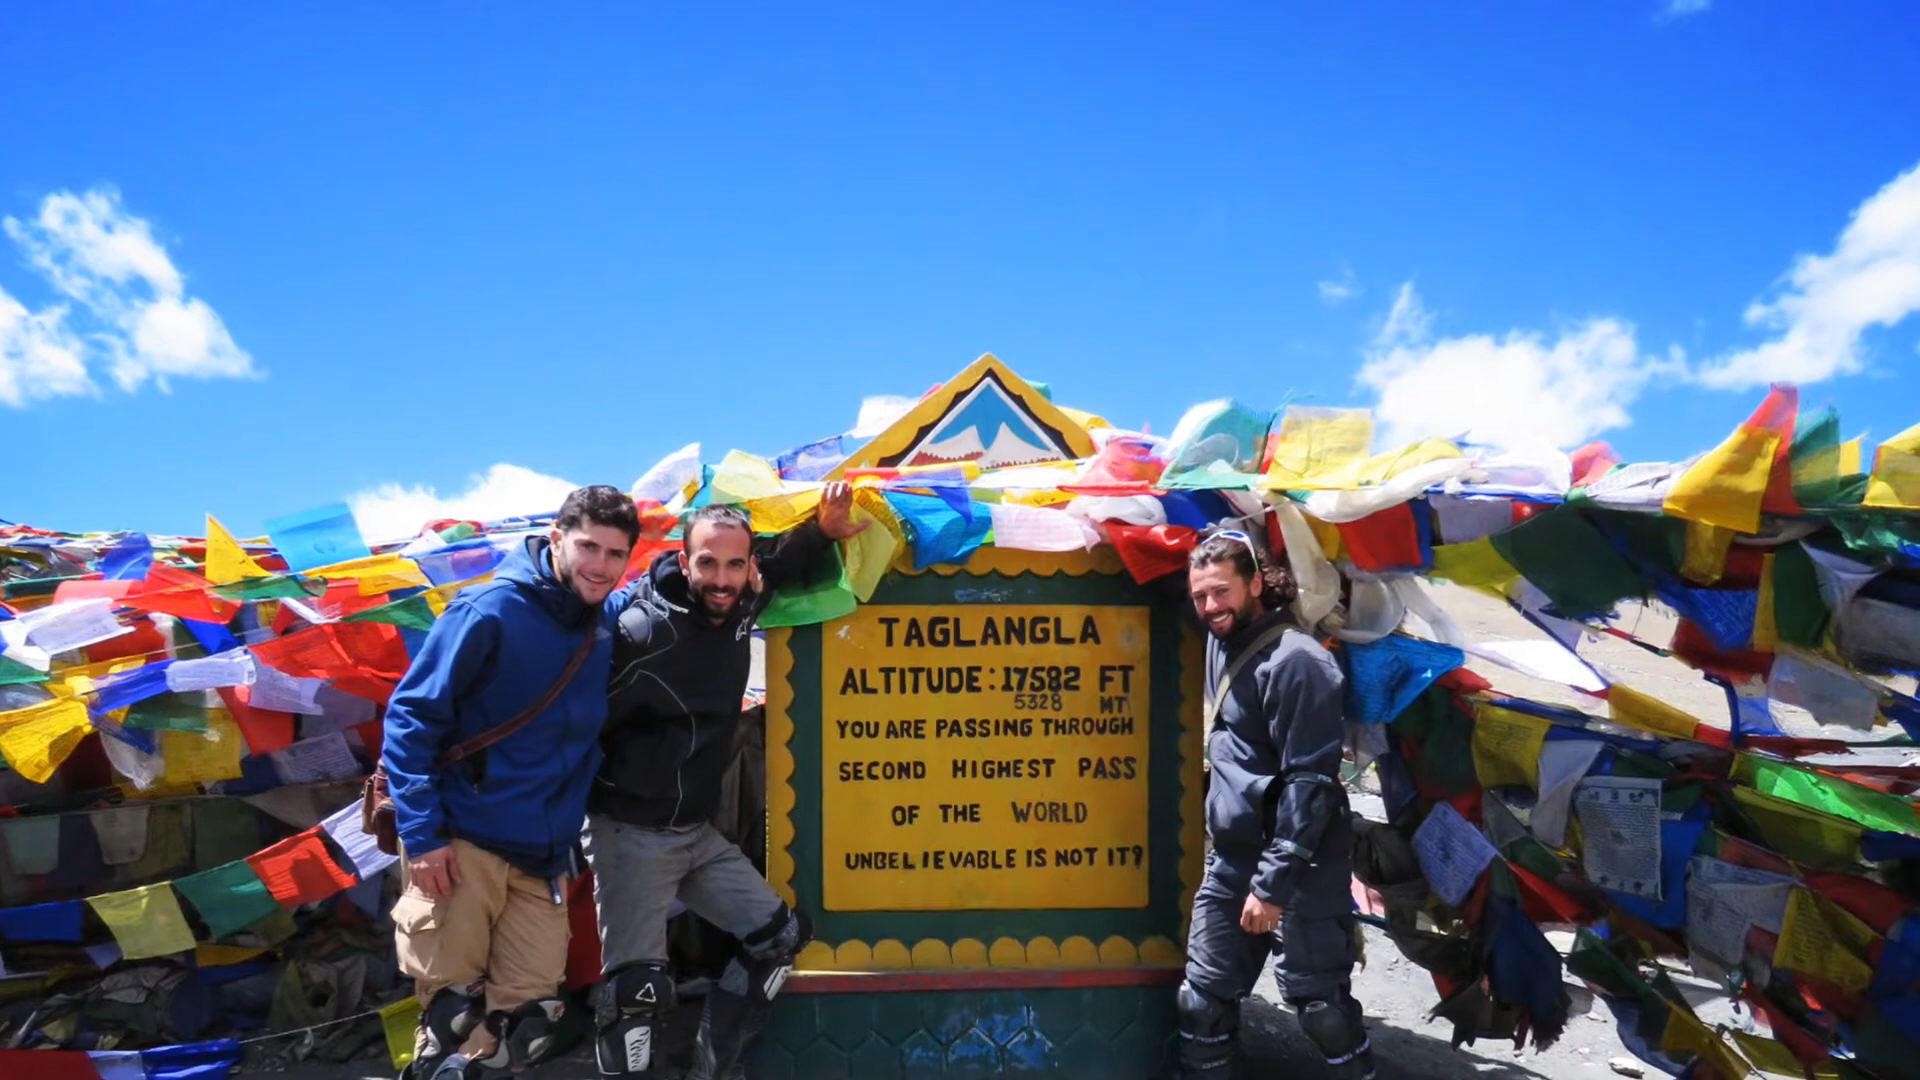 TAGLANGLA
ALTITUDE: 17582 FT
5328 MT
YOU ARE PASSING THROUGH
SECOND HIGHEST PASS
OF THE WORLD
UNBELIEVABLE IS NOT IT?